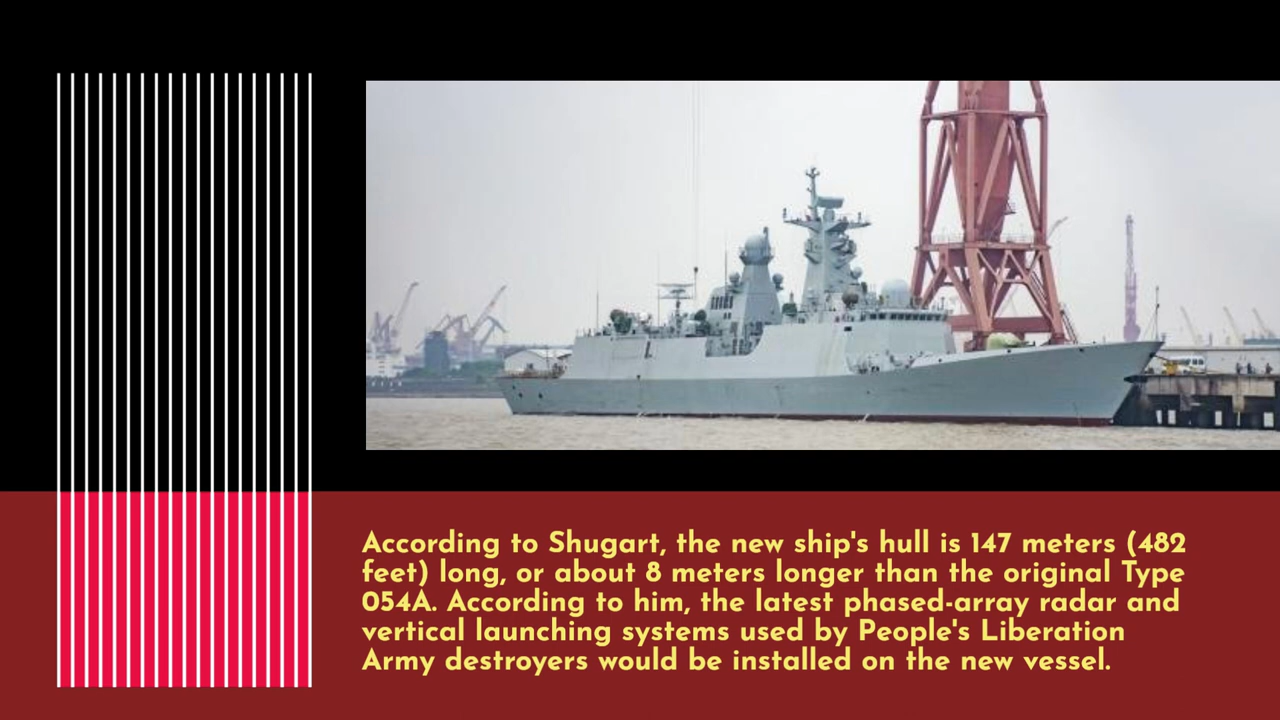 According to Shugart, the new ship's hull is 147 meters (482
feet) long, or about 8 meters longer than the original Type
054A. According to him, the latest phased-array radar and
vertical launching systems used by People's Liberation
Army destroyers would be installed on the new vessel.